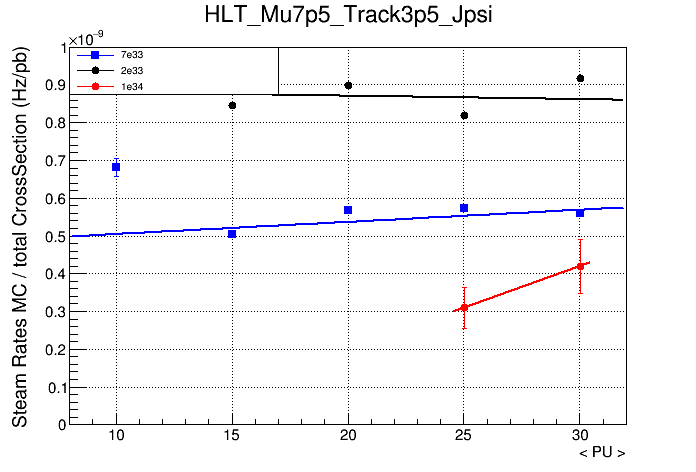 HLT_Mu7p5_Track3p5_Jpsi
×10⁻⁹
Steam Rates MC / total CrossSection (Hz/pb)
7e33
2e33
1e34
1
0.9
0.8
0.7
0.6
0.5
0.4
0.3
0.2
0.1
0
10 15 20 25 30
< PU >